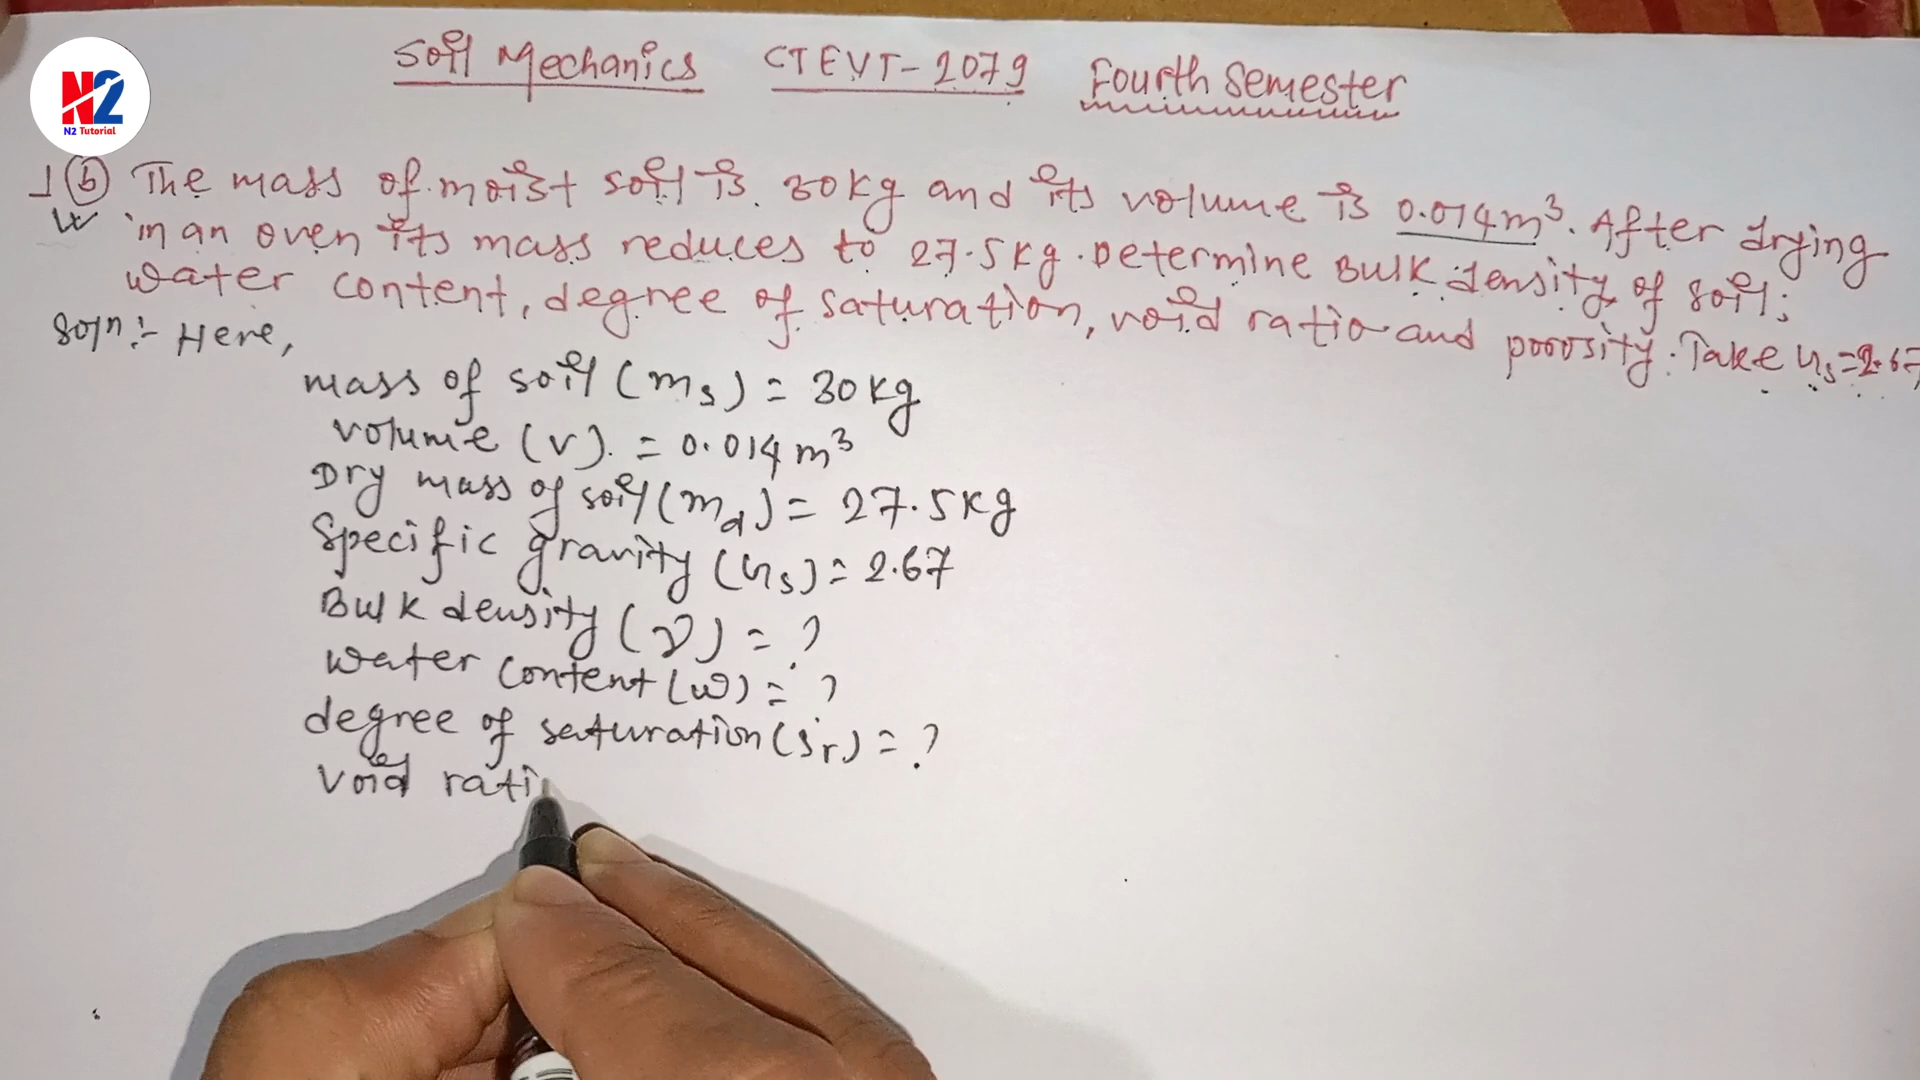 N2
N2 Tutorial
Soil Mechanics CTEVT-2079 Fourth Semester
1 (b) The mass of moist soil is 30kg and its volume is 0.014m³. After drying
W in an oven its mass reduces to 27.5kg. Determine Bulk density of soil;
water content, degree of saturation, void ratio and porosity. Take Gs=2.67
Soln:- Here,
mass of soil (ms) = 30kg
volume (v) = 0.014 m³
Dry mass of soil (md) = 27.5kg
Specific gravity (Gs) = 2.67
Bulk density (γ) = ?
water content (w) = ?
degree of saturation (sr) = ?
void rati